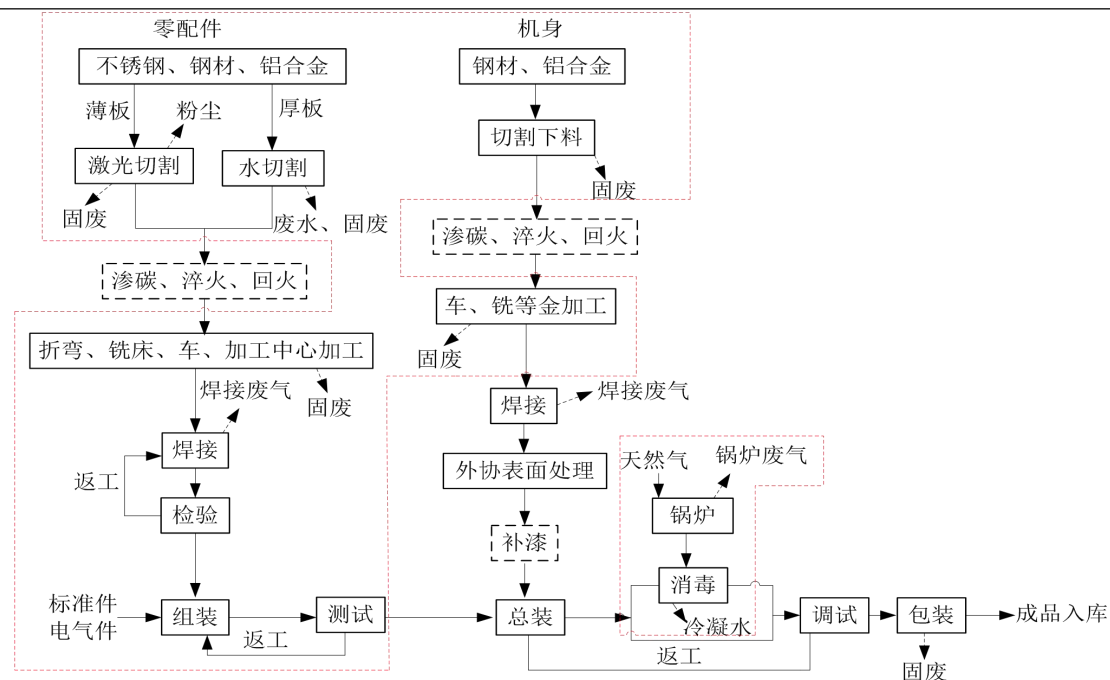 零配件
机身
不锈钢、钢材、铝合金
钢材、铝合金
薄板
粉尘
厚板
切割下料
激光切割
水切割
固废
固废
废水、固废
渗碳、淬火、回火
渗碳、淬火、回火
车、铣等金加工
折弯、铣床、车、加工中心加工
固废
焊接废气
固废
焊接
焊接废气
焊接
返工
外协表面处理
天然气
锅炉废气
检验
锅炉
补漆
消毒
标准件
电气件
组装
测试
总装
冷凝水
调试
包装
成品入库
返工
返工
固废